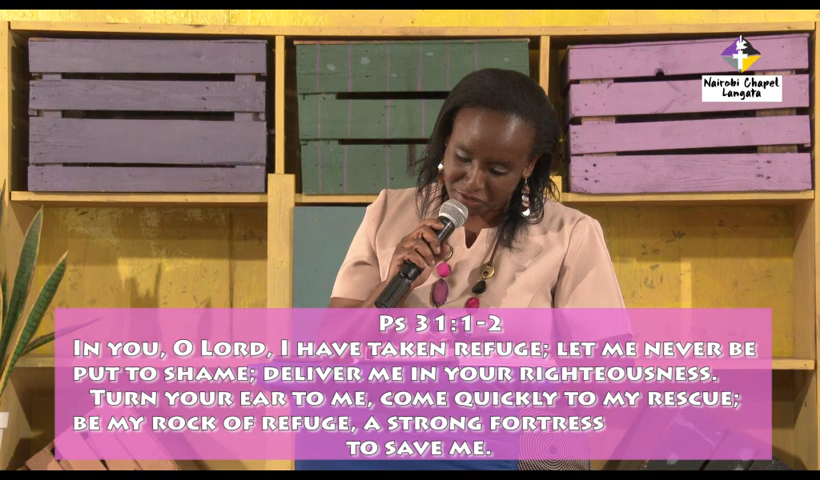 Nairobi Chapel
Langata
Ps 31:1-2
In you, O Lord, I have taken refuge; let me never be
put to shame; deliver me in your righteousness.
Turn your ear to me, come quickly to my rescue;
be my rock of refuge, a strong fortress
to save me.